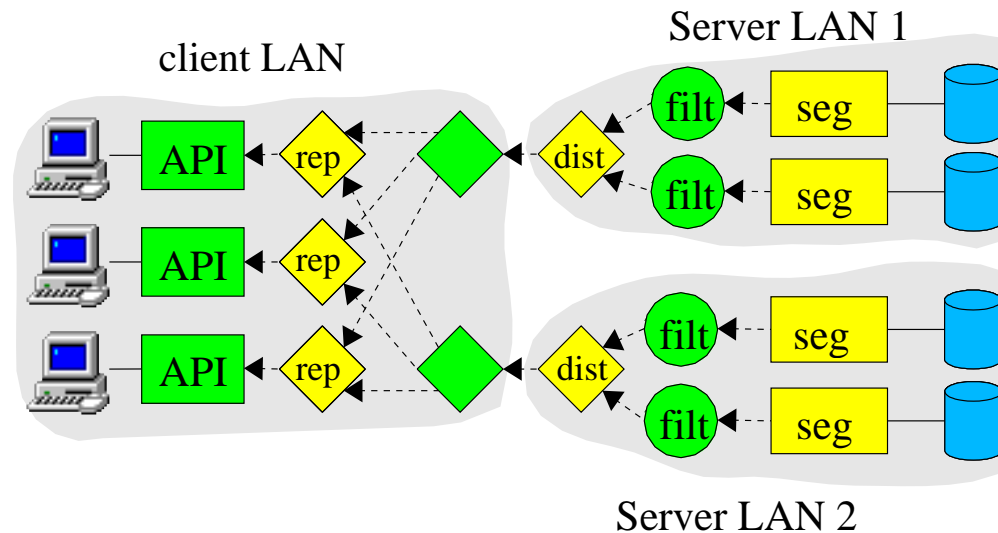 Server LAN 1
client LAN
filt
seg
API
rep
dist
filt
seg
API
rep
filt
seg
API
rep
dist
filt
seg
Server LAN 2